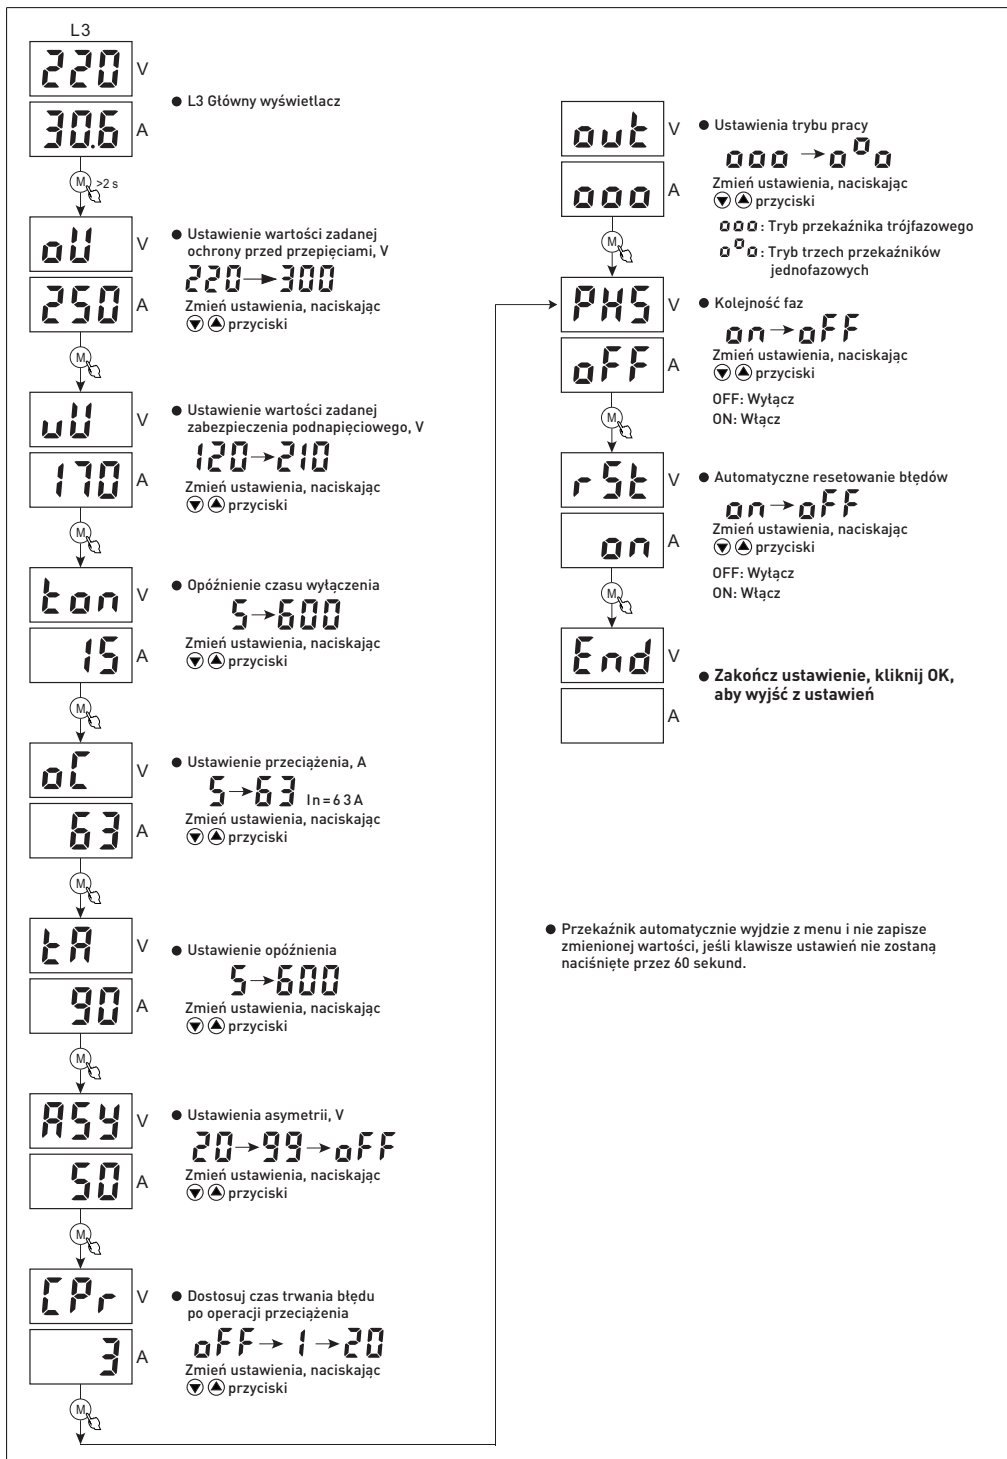 L3
220 V
30.6 A
● L3 Główny wyświetlacz
M >2 s
oU V
250 A
● Ustawienie wartości zadanej
ochrony przed przepięciami, V
220→300
Zmień ustawienia, naciskając
▼ ▲ przyciski
M
uU V
170 A
● Ustawienie wartości zadanej
zabezpieczenia podnapięciowego, V
120→210
Zmień ustawienia, naciskając
▼ ▲ przyciski
M
ton V
15 A
● Opóźnienie czasu wyłączenia
5→600
Zmień ustawienia, naciskając
▼ ▲ przyciski
M
oC V
63 A
● Ustawienie przeciążenia, A
5→63 In=63A
Zmień ustawienia, naciskając
▼ ▲ przyciski
M
tA V
90 A
● Ustawienie opóźnienia
5→600
Zmień ustawienia, naciskając
▼ ▲ przyciski
M
ASY V
50 A
● Ustawienia asymetrii, V
20→99→oFF
Zmień ustawienia, naciskając
▼ ▲ przyciski
M
CPr V
3 A
● Dostosuj czas trwania błędu
po operacji przeciążenia
oFF→1→20
Zmień ustawienia, naciskając
▼ ▲ przyciski
M
out V
ooo A
● Ustawienia trybu pracy
ooo→oºo
Zmień ustawienia, naciskając
▼ ▲ przyciski
ooo: Tryb przekaźnika trójfazowego
oºo: Tryb trzech przekaźników
jednofazowych
M
PHS V
oFF A
● Kolejność faz
on→oFF
Zmień ustawienia, naciskając
▼ ▲ przyciski
OFF: Wyłącz
ON: Włącz
M
rSt V
on A
● Automatyczne resetowanie błędów
on→oFF
Zmień ustawienia, naciskając
▼ ▲ przyciski
OFF: Wyłącz
ON: Włącz
M
End V
A
● Zakończ ustawienie, kliknij OK,
aby wyjść z ustawień
● Przekaźnik automatycznie wyjdzie z menu i nie zapisze
zmienionej wartości, jeśli klawisze ustawień nie zostaną
naciśnięte przez 60 sekund.